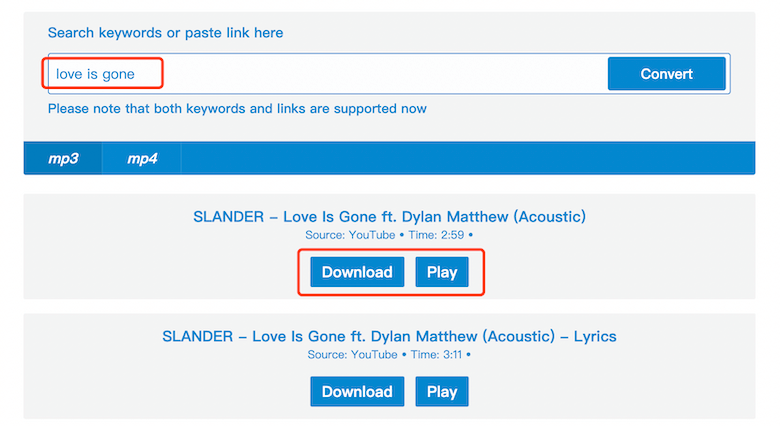 Search keywords or paste link here
love is gone
Convert
Please note that both keywords and links are supported now
mp3 mp4
SLANDER – Love Is Gone ft. Dylan Matthew (Acoustic)
Source: YouTube • Time: 2:59 •
Download Play
SLANDER – Love Is Gone ft. Dylan Matthew (Acoustic) – Lyrics
Source: YouTube • Time: 3:11 •
Download Play